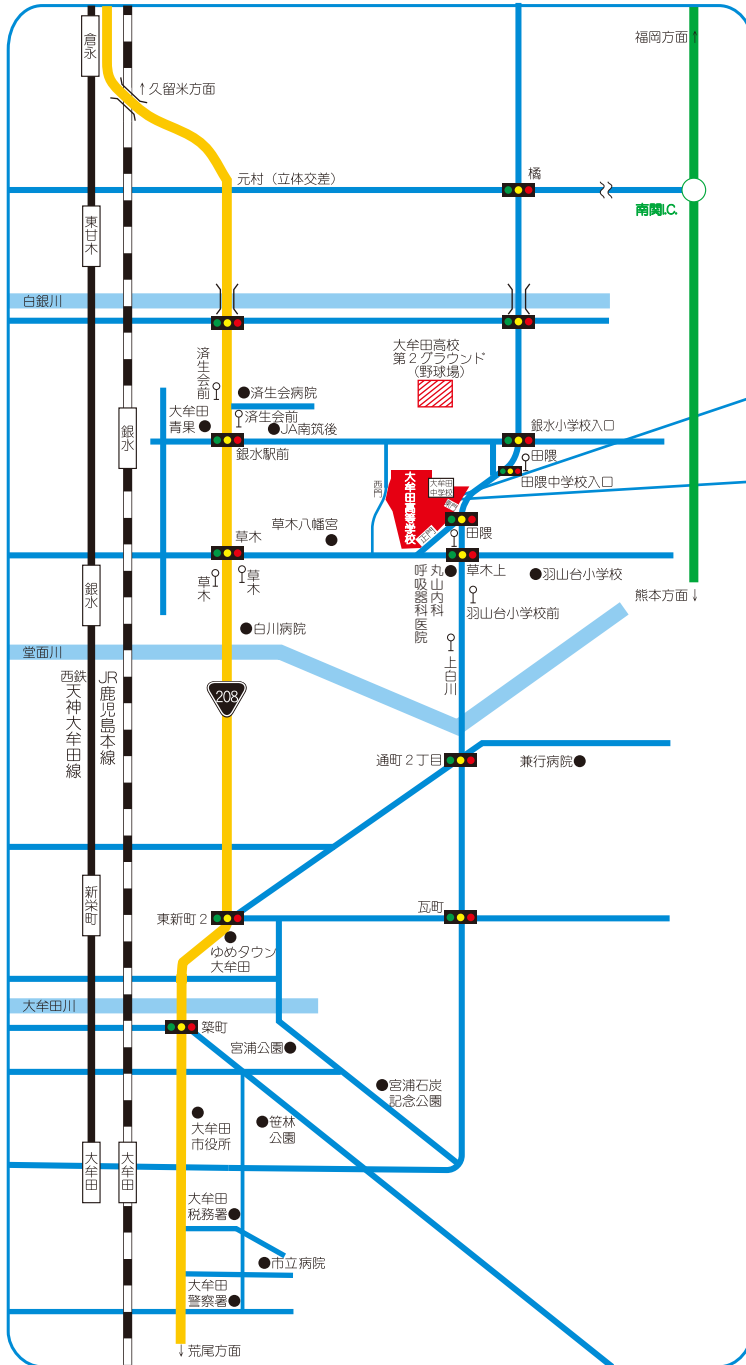 倉永
↑久留米方面
福岡方面↑
元村（立体交差）
橘
南関I.C.
東甘木
白銀川
済生会前
大牟田高校
第2グラウンド
（野球場）
済生会病院
大牟田
青果
済生会前
JA南筑後
銀水小学校入口
銀水
銀水駅前
田隈
田隈中学校入口
西門
大牟田高等学校
大牟田
中学校
東門
正門
田隈
草木八幡宮
草木
草木
草木
草木上
丸山内科
呼吸器科医院
羽山台小学校
羽山台小学校前
熊本方面↓
銀水
白川病院
上白川
堂面川
西鉄
天神大牟田線
JR鹿児島本線
208
通町2丁目
兼行病院
新栄町
東新町2
瓦町
ゆめタウン
大牟田
大牟田川
築町
宮浦公園
宮浦石炭
記念公園
大牟田
市役所
笹林
公園
大牟田
大牟田
大牟田
税務署
市立病院
大牟田
警察署
↓荒尾方面